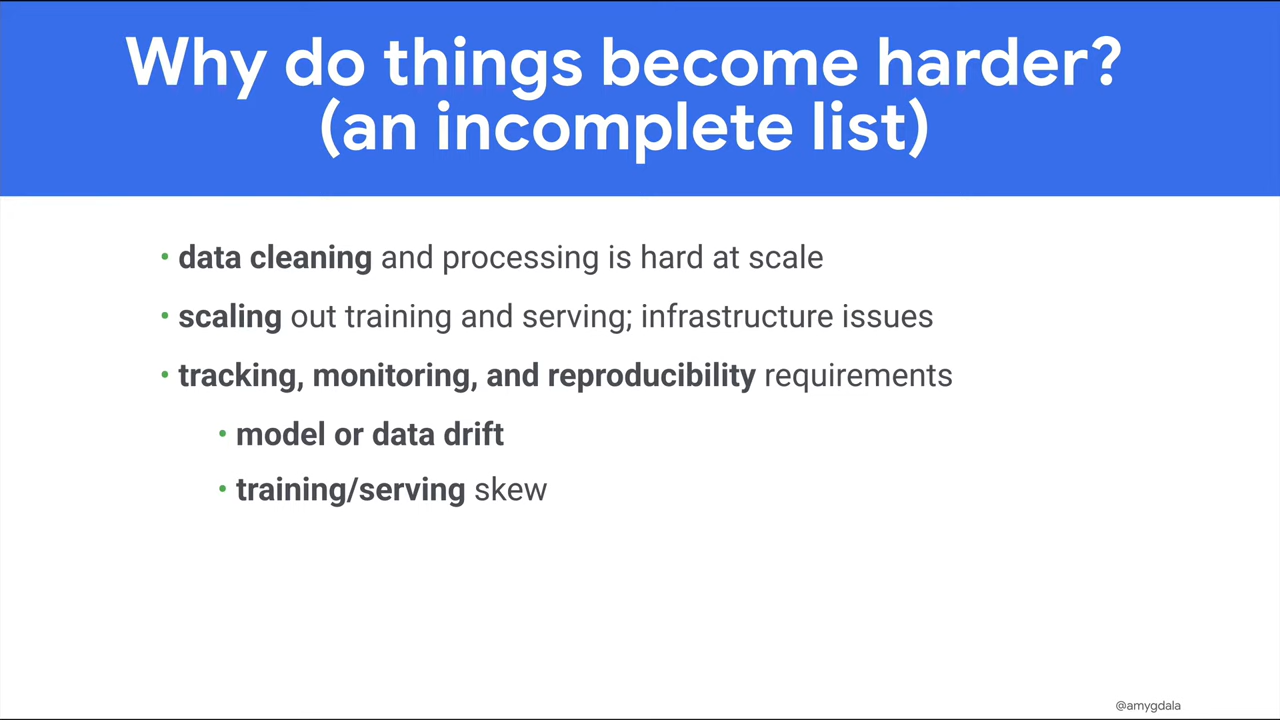 Why do things become harder?
(an incomplete list)
• data cleaning and processing is hard at scale
• scaling out training and serving; infrastructure issues
• tracking, monitoring, and reproducibility requirements
• model or data drift
• training/serving skew
@amygdala